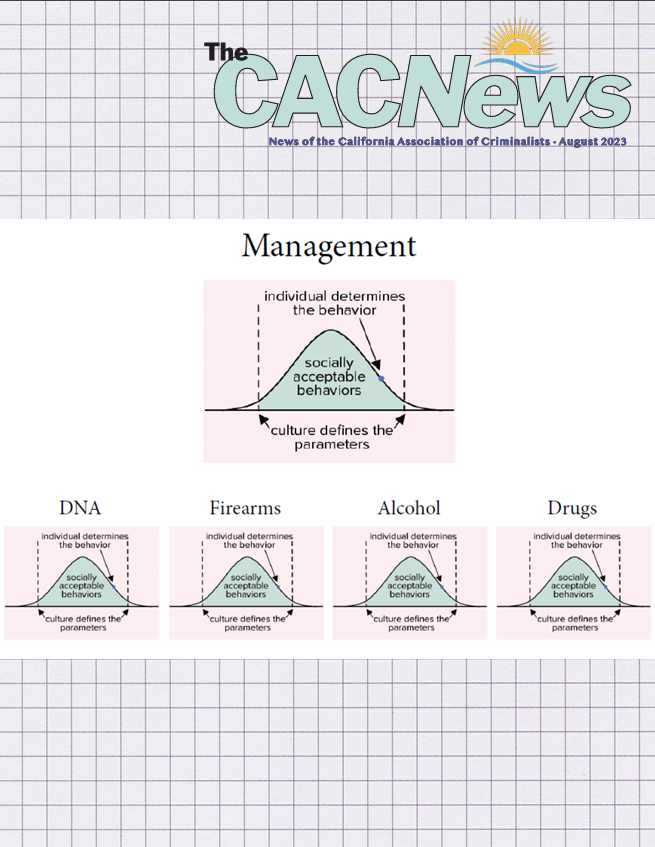 The
CACNews
News of the California Association of Criminalists • August 2023
Management
individual determines
the behavior
socially
acceptable
behaviors
culture defines the
parameters
DNA
Firearms
Alcohol
Drugs
individual determines
the behavior
socially
acceptable
behaviors
culture defines the
parameters
individual determines
the behavior
socially
acceptable
behaviors
culture defines the
parameters
individual determines
the behavior
socially
acceptable
behaviors
culture defines the
parameters
individual determines
the behavior
socially
acceptable
behaviors
culture defines the
parameters